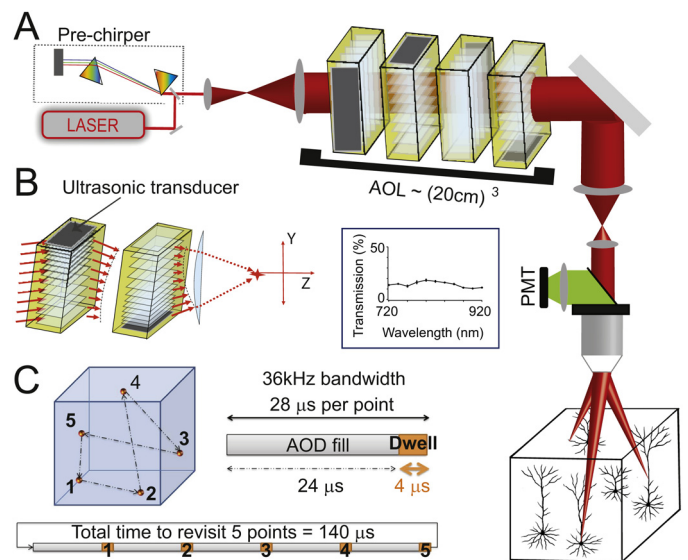 A
Pre-chirper
LASER
AOL ~ (20cm) 3
B
Ultrasonic transducer
Y
Z
50
Transmission (%)
0
720
920
Wavelength (nm)
PMT
C
4
5
3
1
2
36kHz bandwidth
28 μs per point
AOD fill
Dwell
24 μs
4 μs
Total time to revisit 5 points = 140 μs
1 2 3 4 5